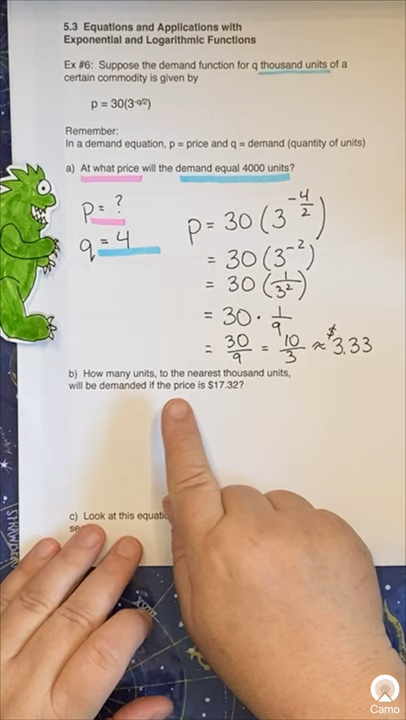 5.3 Equations and Applications with
Exponential and Logarithmic Functions
Ex #6: Suppose the demand function for q thousand units of a
certain commodity is given by
p = 30(3^-q/2)
Remember:
In a demand equation, p = price and q = demand (quantity of units)
a) At what price will the demand equal 4000 units?
p = ?
q = 4
p = 30 (3^-4/2)
= 30 (3^-2)
= 30 (1/3^2)
= 30 · 1/9
= 30/9 = 10/3 ≈ $3.33
b) How many units, to the nearest thousand units,
will be demanded if the price is $17.32?
c) Look at this
Camo